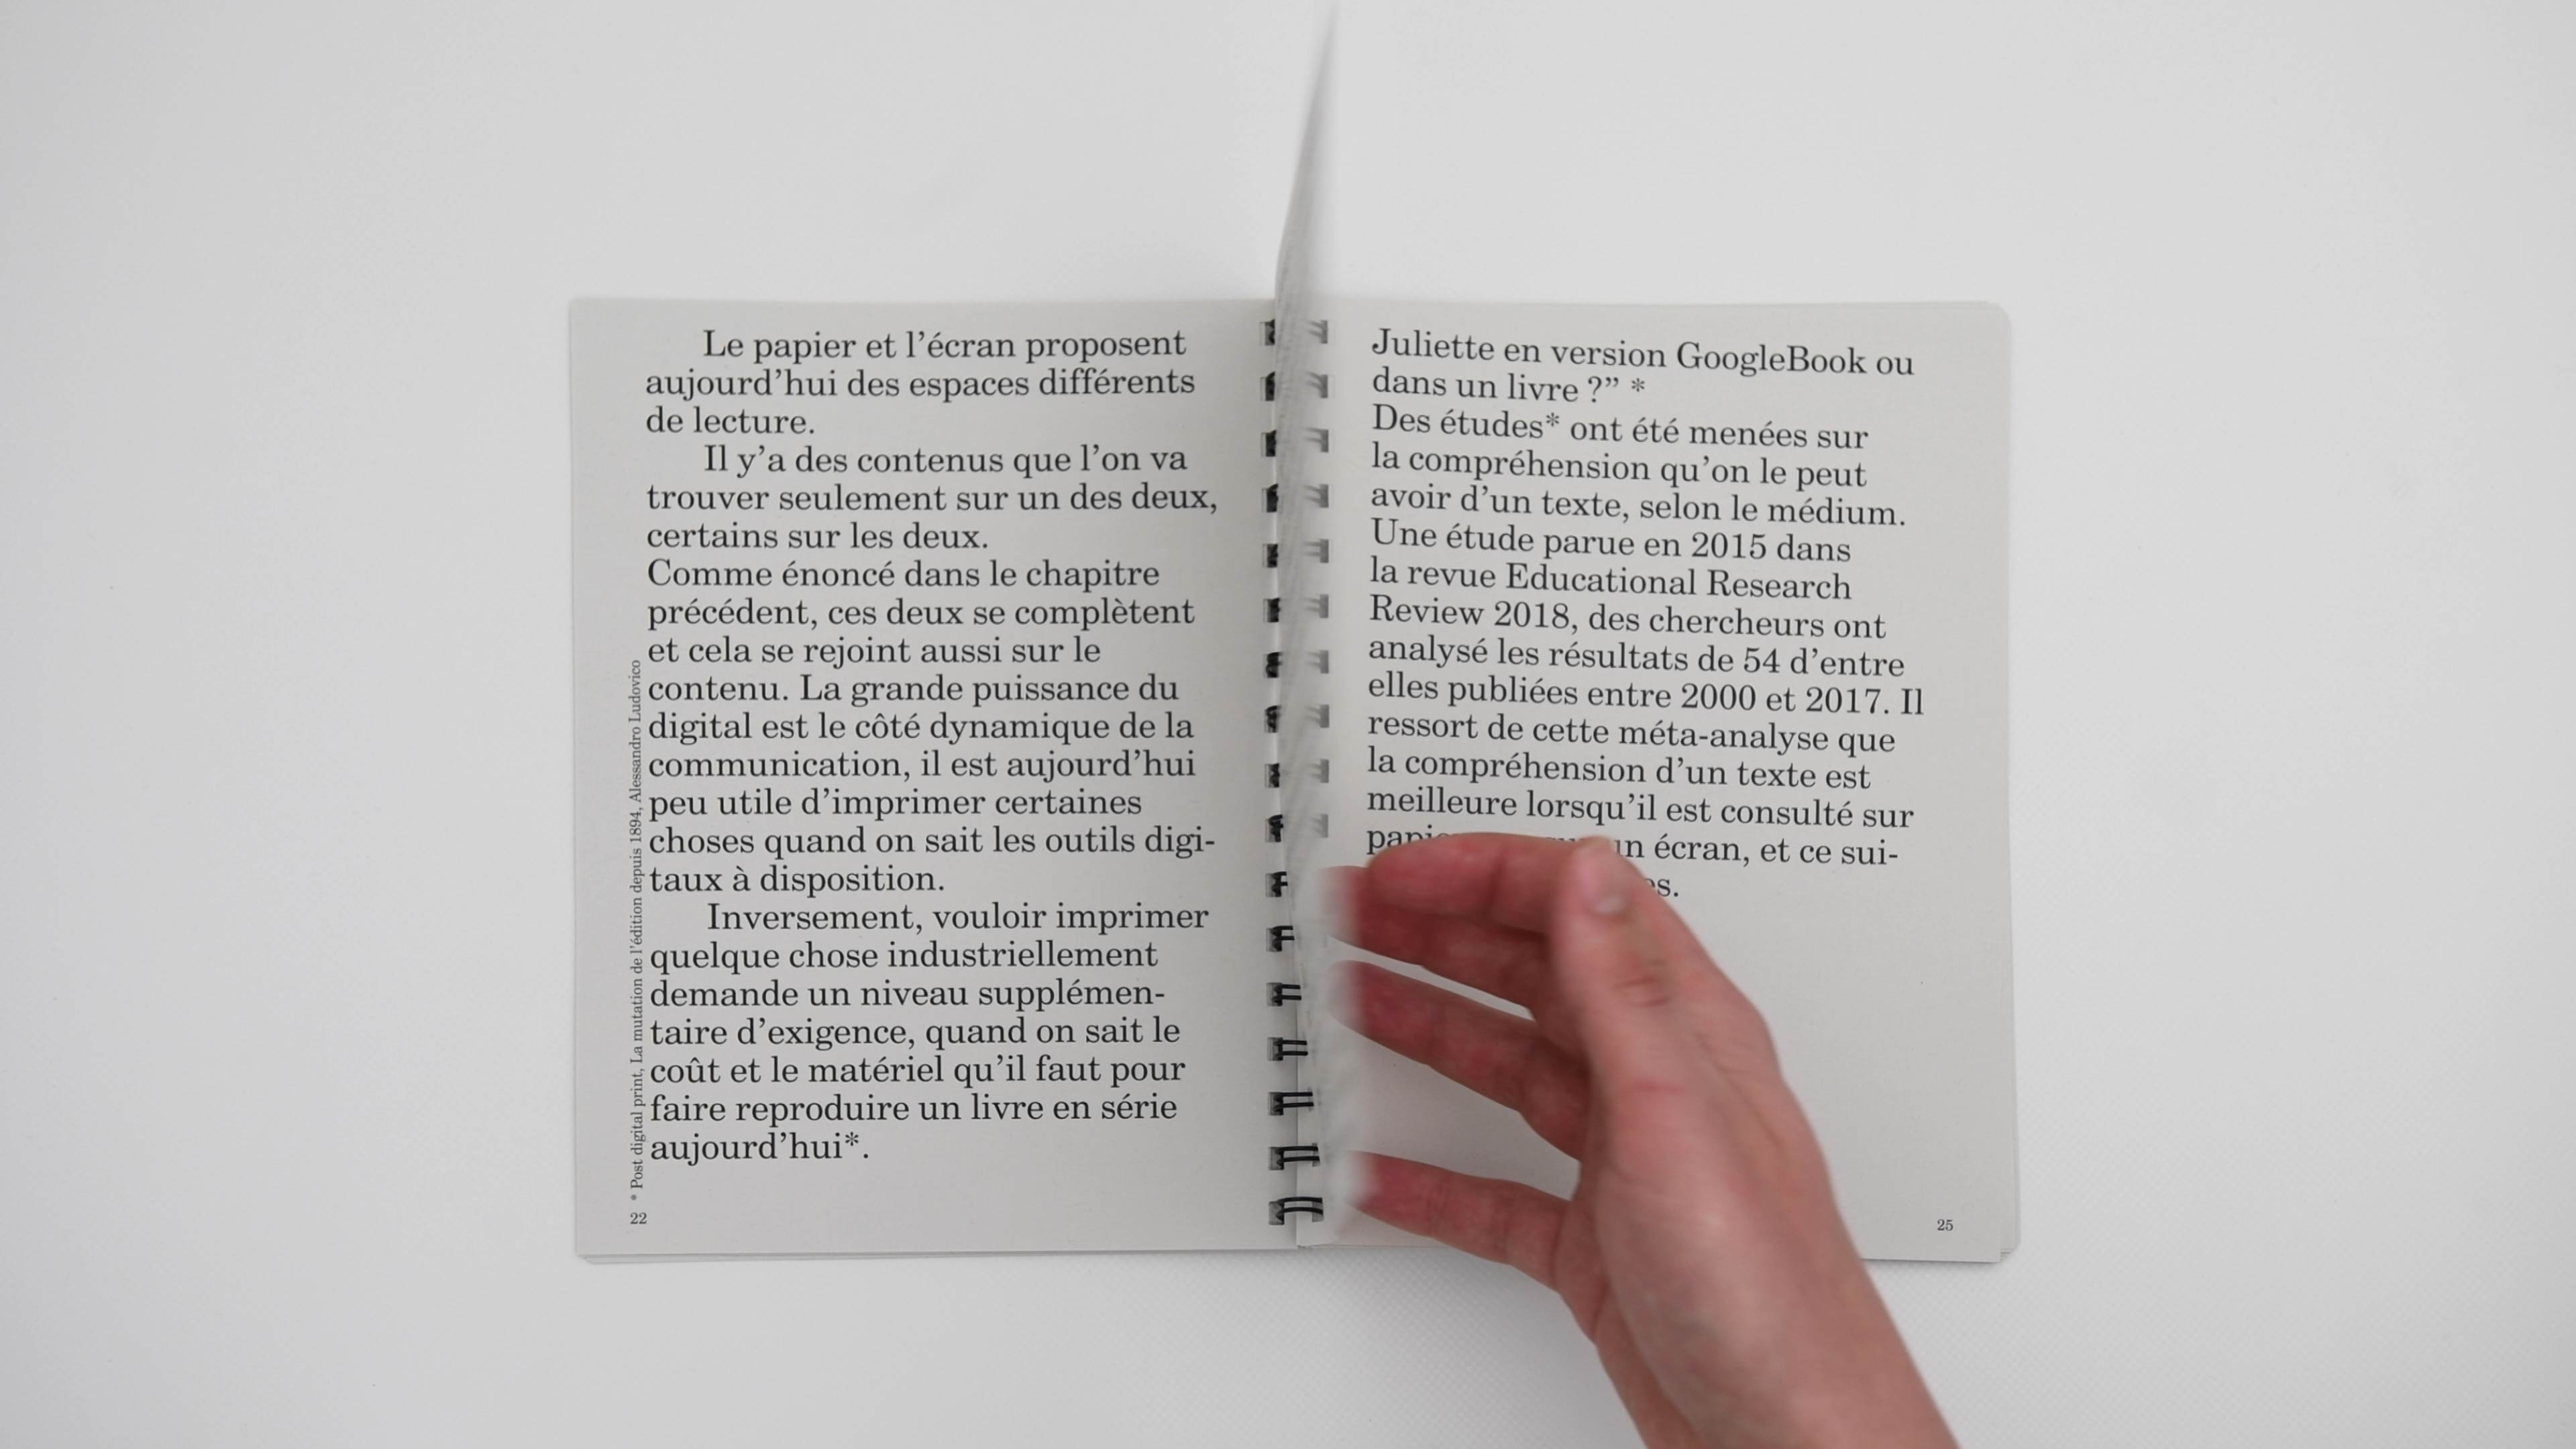 Le papier et l’écran proposent
aujourd’hui des espaces différents
de lecture.
Il y’a des contenus que l’on va
trouver seulement sur un des deux,
certains sur les deux.
Comme énoncé dans le chapitre
précédent, ces deux se complètent
et cela se rejoint aussi sur le
contenu. La grande puissance du
digital est le côté dynamique de la
communication, il est aujourd’hui
peu utile d’imprimer certaines
choses quand on sait les outils digi-
taux à disposition.
Inversement, vouloir imprimer
quelque chose industriellement
demande un niveau supplémen-
taire d’exigence, quand on sait le
coût et le matériel qu’il faut pour
faire reproduire un livre en série
aujourd’hui*.
* Post digital print, La mutation de l’édition depuis 1894, Alessandro Ludovico
22
Juliette en version GoogleBook ou
dans un livre ?” *
Des études* ont été menées sur
la compréhension qu’on le peut
avoir d’un texte, selon le médium.
Une étude parue en 2015 dans
la revue Educational Research
Review 2018, des chercheurs ont
analysé les résultats de 54 d’entre
elles publiées entre 2000 et 2017. Il
ressort de cette méta-analyse que
la compréhension d’un texte est
meilleure lorsqu’il est consulté sur
écran, et ce sui-
25